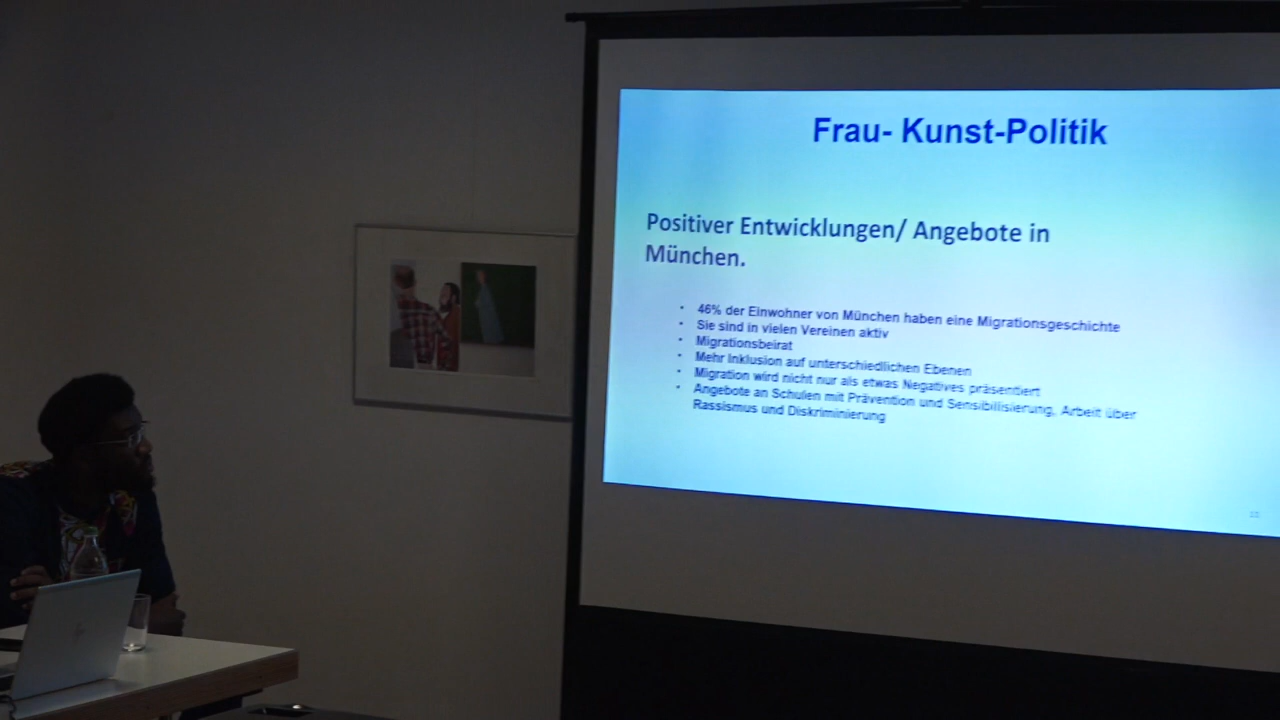 Frau- Kunst-Politik
Positiver Entwicklungen/ Angebote in
München.
• 46% der Einwohner von München haben eine Migrationsgeschichte
• Sie sind in vielen Vereinen aktiv
• Migrationsbeirat
• Mehr Inklusion auf unterschiedlichen Ebenen
• Migration wird nicht nur als etwas Negatives präsentiert
• Angebote an Schulen mit Prävention und Sensibilisierung, Arbeit über
Rassismus und Diskriminierung